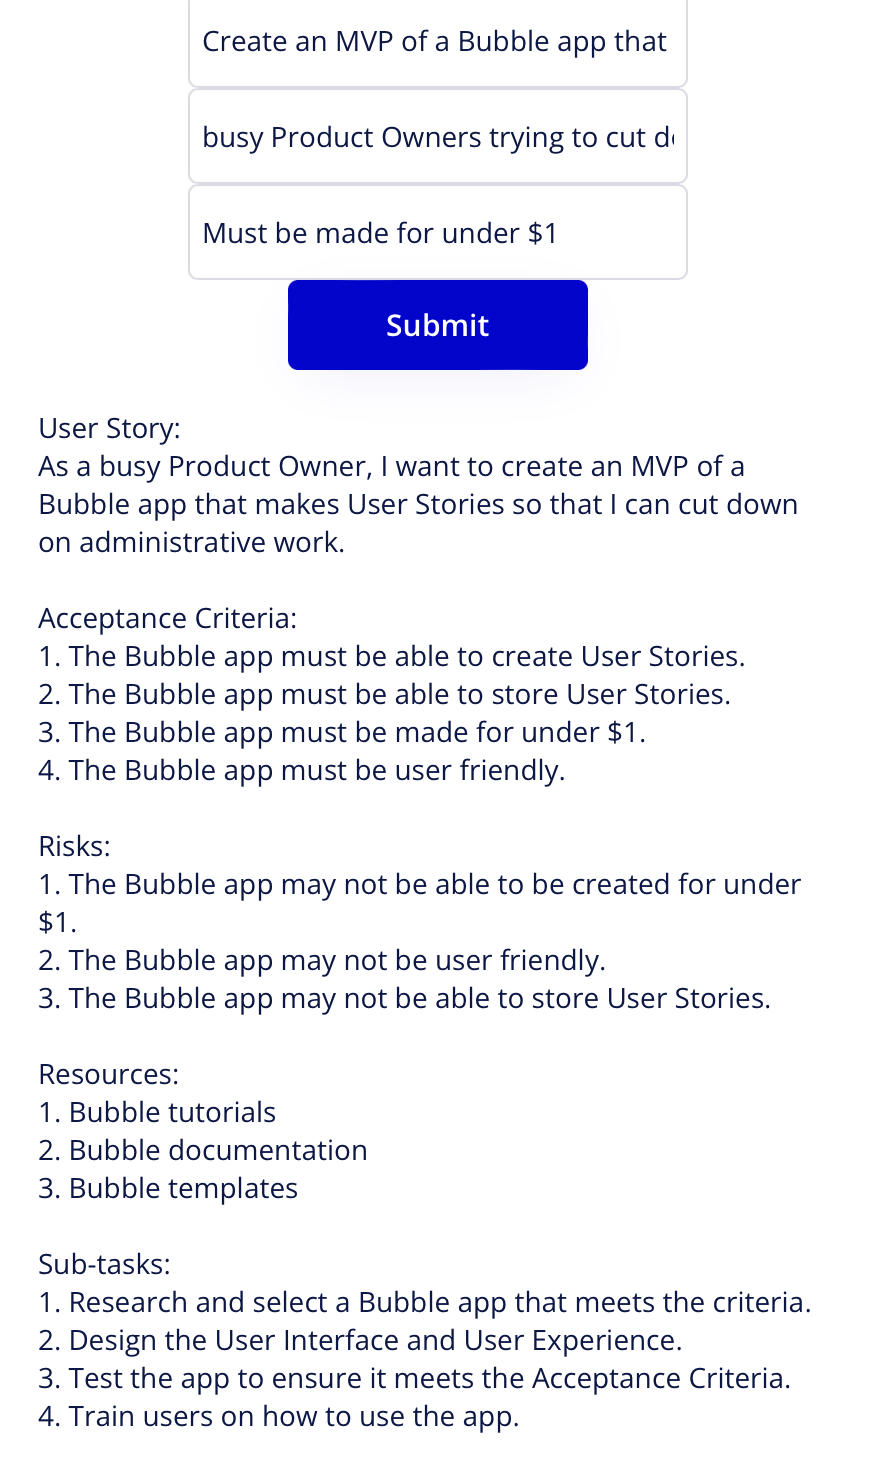 Create an MVP of a Bubble app that
busy Product Owners trying to cut
Must be made for under $1
Submit
User Story:
As a busy Product Owner, I want to create an MVP of a
Bubble app that makes User Stories so that I can cut down
on administrative work.
Acceptance Criteria:
1. The Bubble app must be able to create User Stories.
2. The Bubble app must be able to store User Stories.
3. The Bubble app must be made for under $1.
4. The Bubble app must be user friendly.
Risks:
1. The Bubble app may not be able to be created for under
$1.
2. The Bubble app may not be user friendly.
3. The Bubble app may not be able to store User Stories.
Resources:
1. Bubble tutorials
2. Bubble documentation
3. Bubble templates
Sub-tasks:
1. Research and select a Bubble app that meets the criteria.
2. Design the User Interface and User Experience.
3. Test the app to ensure it meets the Acceptance Criteria.
4. Train users on how to use the app.